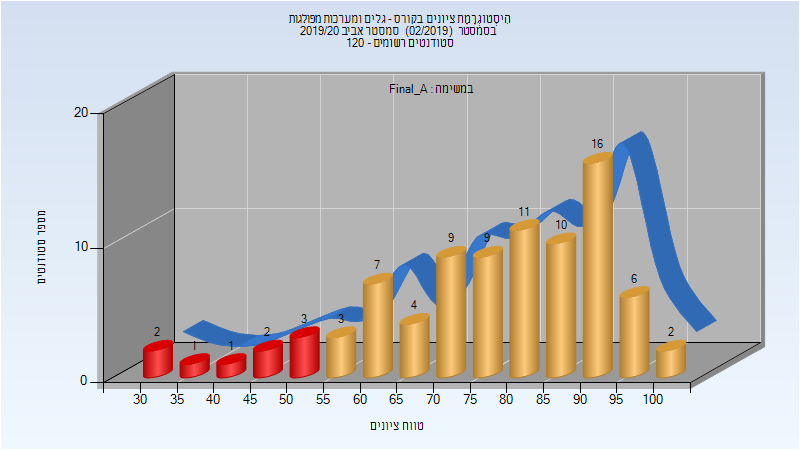 היסטוגרמת ציונים בקורס - גלים ומערכות מפולגות
בסמסטר (02/2019) סמסטר אביב 2019/20
סטודנטים רשומים - 120
במשימה : Final_A
מספר סטודנטים
20
10
0
2
1
1
2
3
3
7
4
9
9
11
10
16
6
2
30 35 40 45 50 55 60 65 70 75 80 85 90 95 100
טווח ציונים